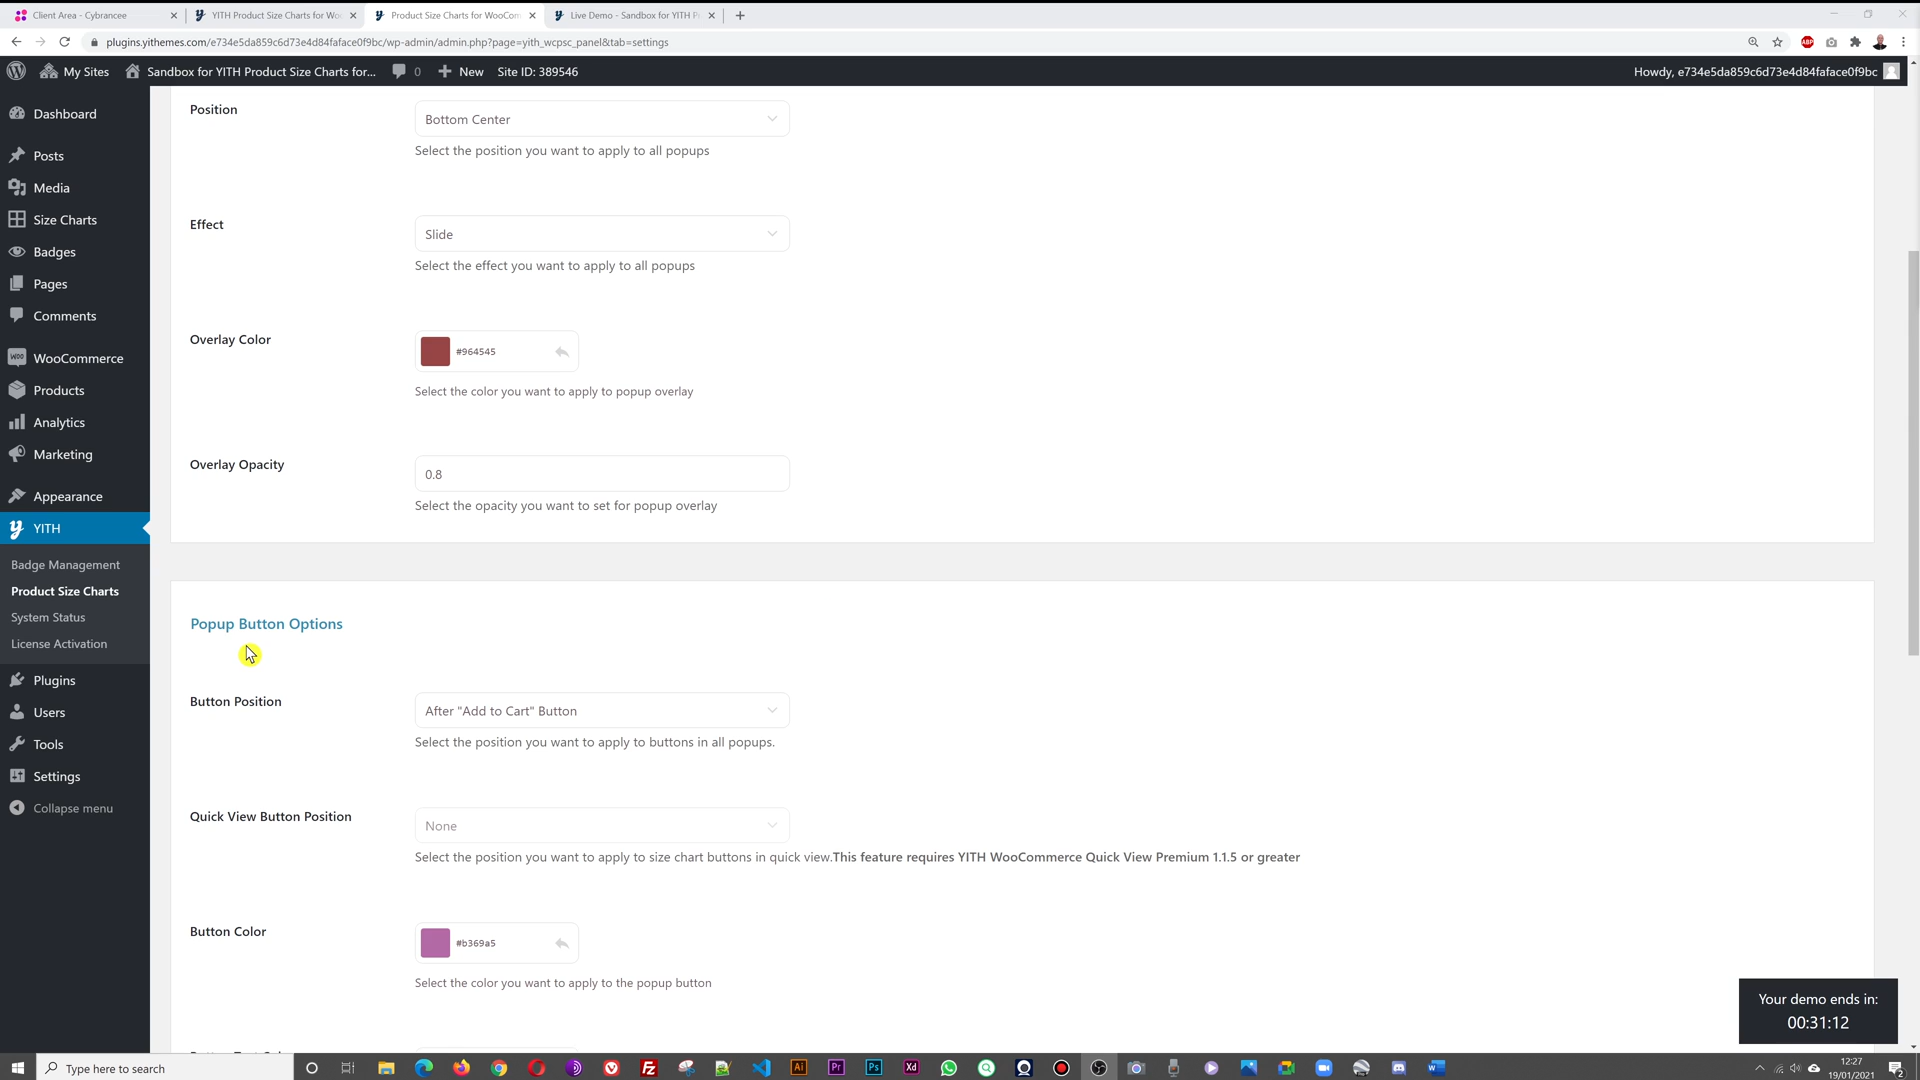 Client Area - Cybrancee
YITH Product Size Charts for Wo
Product Size Charts for WooCom
Live Demo - Sandbox for YITH P
plugins.yithemes.com/e734e5da859c6d73e4d84faface0f9bc/wp-admin/admin.php?page=yith_wcpsc_panel&tab=settings
My Sites
Sandbox for YITH Product Size Charts for...
0
New
Site ID: 389546
Howdy, e734e5da859c6d73e4d84faface0f9bc
Dashboard
Posts
Media
Size Charts
Badges
Pages
Comments
WooCommerce
Products
Analytics
Marketing
Appearance
YITH
Badge Management
Product Size Charts
System Status
License Activation
Plugins
Users
Tools
Settings
Collapse menu
Position
Bottom Center
Select the position you want to apply to all popups
Effect
Slide
Select the effect you want to apply to all popups
Overlay Color
#964545
Select the color you want to apply to popup overlay
Overlay Opacity
0.8
Select the opacity you want to set for popup overlay
Popup Button Options
Button Position
After "Add to Cart" Button
Select the position you want to apply to buttons in all popups.
Quick View Button Position
None
Select the position you want to apply to size chart buttons in quick view.This feature requires YITH WooCommerce Quick View Premium 1.1.5 or greater
Button Color
#b369a5
Select the color you want to apply to the popup button
Your demo ends in:
00:31:12
Type here to search
12:27
19/01/2021